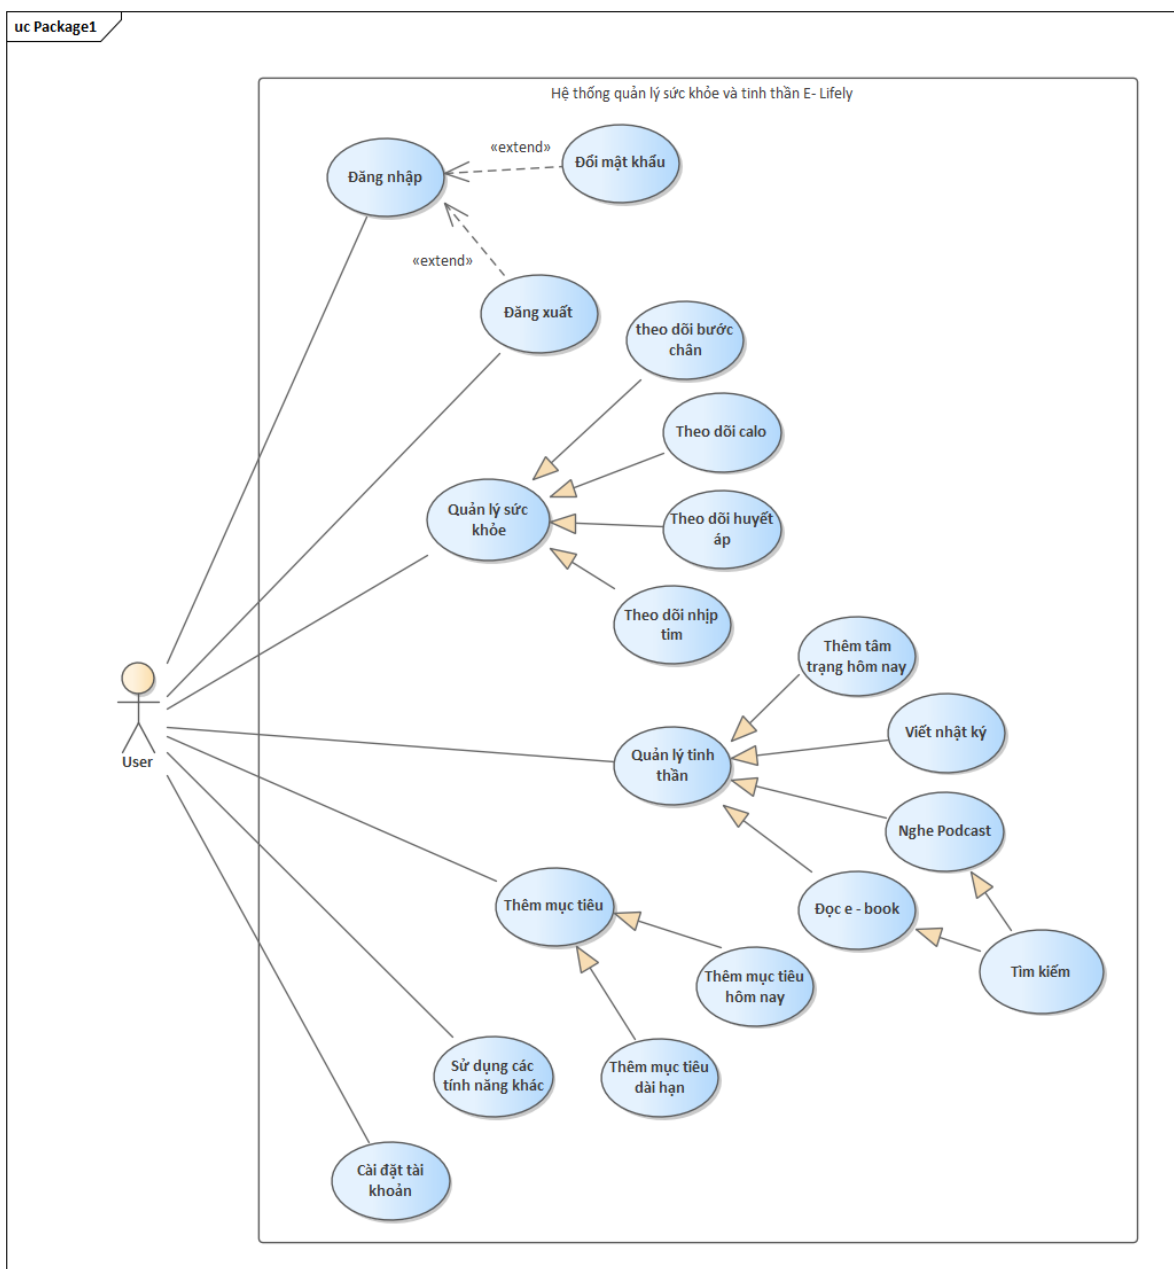 uc Package1
Hệ thống quản lý sức khỏe và tinh thần E- Lifely
«extend»
Đổi mật khẩu
Đăng nhập
«extend»
Đăng xuất
theo dõi bước
chân
Theo dõi calo
Quản lý sức
khỏe
Theo dõi huyết
áp
Theo dõi nhịp
tim
Thêm tâm
trạng hôm nay
Viết nhật ký
User
Quản lý tinh
thần
Nghe Podcast
Thêm mục tiêu
Đọc e - book
Tìm kiếm
Thêm mục tiêu
hôm nay
Sử dụng các
tính năng khác
Thêm mục tiêu
dài hạn
Cài đặt tài
khoản